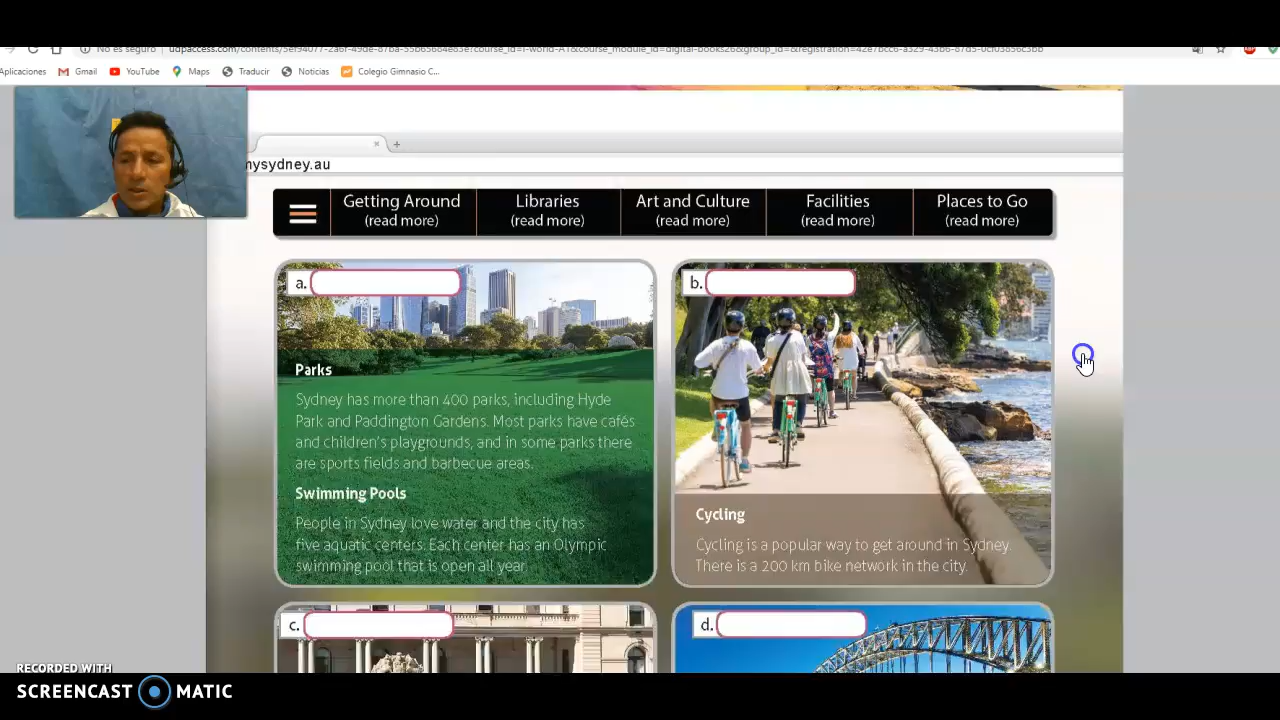 No es seguro
Aplicaciones
Gmail
YouTube
Maps
Traducir
Noticias
Colegio Gimnasio C...
mysydney.au
Getting Around
(read more)
Libraries
(read more)
Art and Culture
(read more)
Facilities
(read more)
Places to Go
(read more)
a.
Parks
Sydney has more than 400 parks, including Hyde
Park and Paddington Gardens. Most parks have cafés
and children's playgrounds, and in some parks there
are sports fields and barbecue areas.
Swimming Pools
People in Sydney love water and the city has
five aquatic centers. Each center has an Olympic
swimming pool that is open all year.
b.
Cycling
Cycling is a popular way to get around in Sydney.
There is a 200 km bike network in the city.
c.
d.
RECORDED WITH
SCREENCAST MATIC